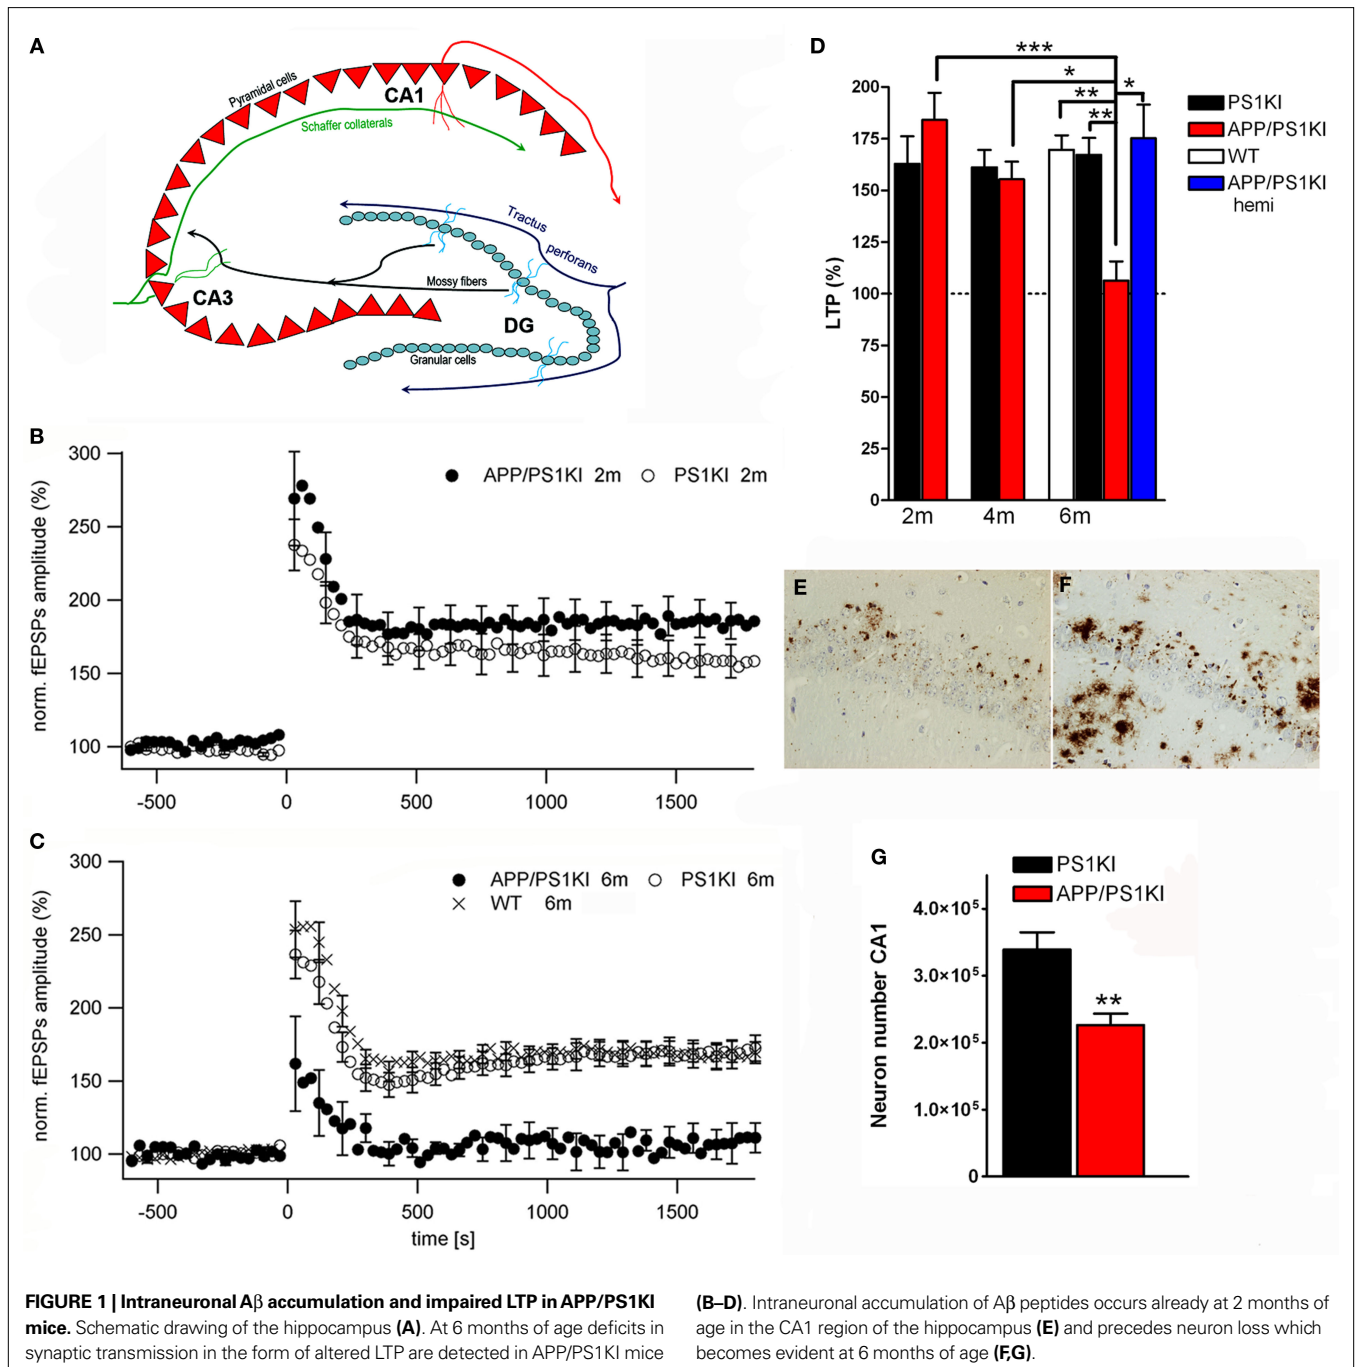 A
Pyramidal cells
CA1
Schaffer collaterals
Tractus
perforans
Mossy fibers
CA3
DG
Granular cells
B
300
250
200
150
100
norm. fEPSPs amplitude (%)
APP/PS1KI 2m
PS1KI 2m
-500
0
500
1000
1500
C
300
250
200
150
100
norm. fEPSPs amplitude (%)
APP/PS1KI 6m
PS1KI 6m
WT 6m
-500
0
500
1000
1500
time [s]
D
***
*
**
*
**
200
175
150
125
100
75
50
25
0
LTP (%)
2m
4m
6m
PS1KI
APP/PS1KI
WT
APP/PS1KI
hemi
E
F
G
PS1KI
APP/PS1KI
4.0×10⁵
3.0×10⁵
2.0×10⁵
1.0×10⁵
0
Neuron number CA1
**
FIGURE 1 | Intraneuronal Aβ accumulation and impaired LTP in APP/PS1KI
mice. Schematic drawing of the hippocampus (A). At 6 months of age deficits in
synaptic transmission in the form of altered LTP are detected in APP/PS1KI mice
(B–D). Intraneuronal accumulation of Aβ peptides occurs already at 2 months of
age in the CA1 region of the hippocampus (E) and precedes neuron loss which
becomes evident at 6 months of age (F,G).